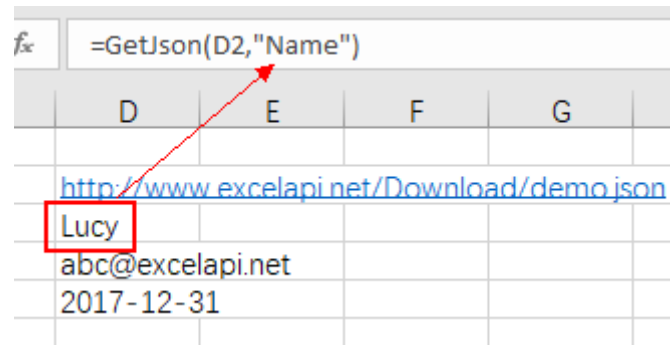 fx =GetJson(D2,"Name")
D E F G
http://www.excelapi.net/Download/demo.json
Lucy
abc@excelapi.net
2017-12-31